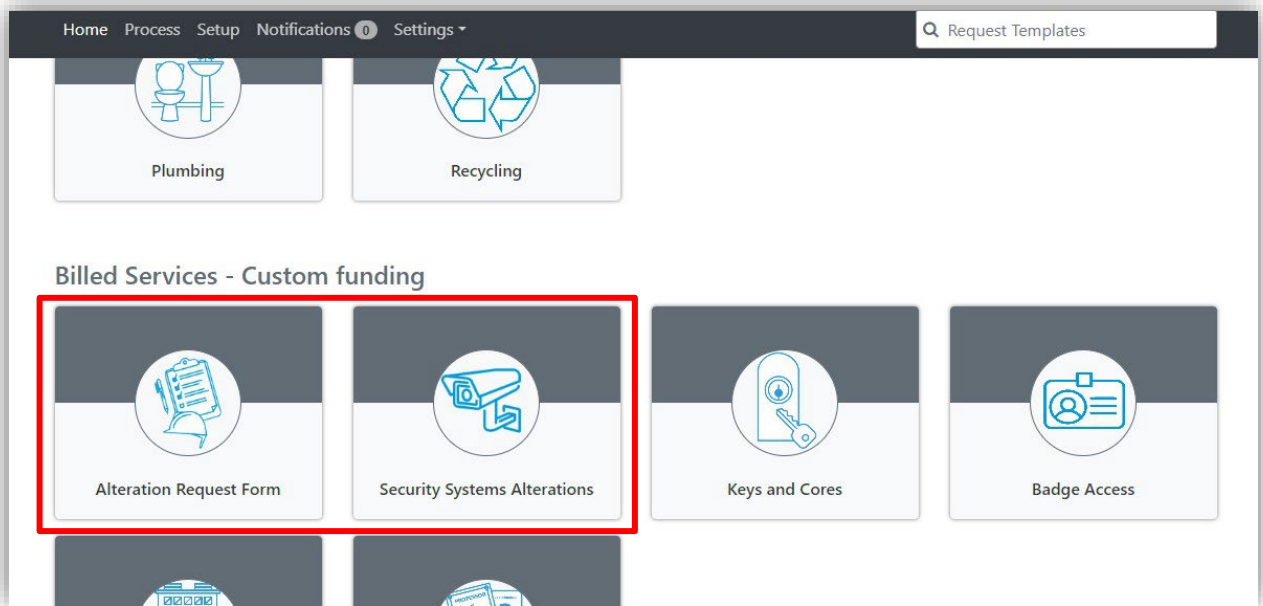 Home Process Setup Notifications 0 Settings
Request Templates
Plumbing
Recycling
Billed Services - Custom funding
Alteration Request Form
Security Systems Alterations
Keys and Cores
Badge Access
PROFESSOR